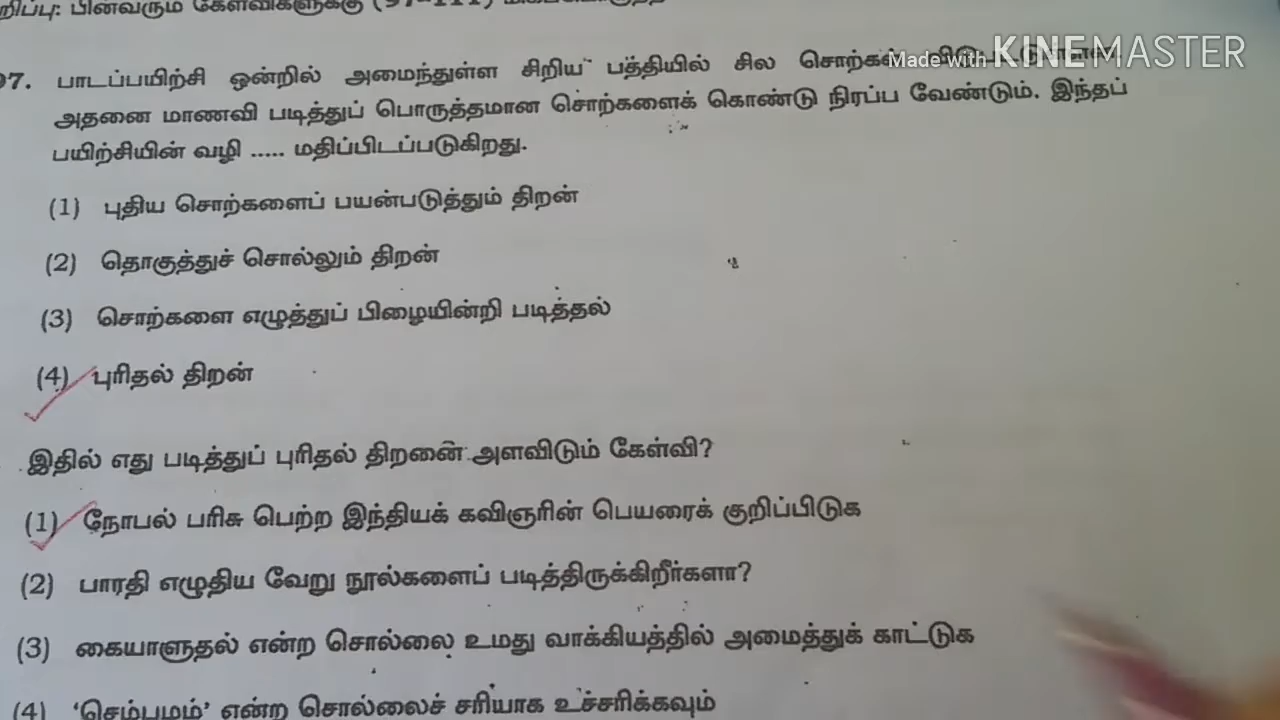 பின்வரும் கேள்விகளுக்கு
Made with KINEMASTER
97. பாடப்பயிற்சி ஒன்றில் அமைந்துள்ள சிறிய பத்தியில் சில
அதனை மாணவி படித்துப் பொருத்தமான சொற்களைக் கொண்டு நிரப்ப வேண்டும். இந்தப்
பயிற்சியின் வழி ..... மதிப்பிடப்படுகிறது.
(1) புதிய சொற்களைப் பயன்படுத்தும் திறன்
(2) தொகுத்துச் சொல்லும் திறன்
(3) சொற்களை எழுத்துப் பிழையின்றி படித்தல்
(4) புரிதல் திறன்
இதில் எது படித்துப் புரிதல் திறனை அளவிடும் கேள்வி?
(1) நோபல் பரிசு பெற்ற இந்தியக் கவிஞரின் பெயரைக் குறிப்பிடுக
(2) பாரதி எழுதிய வேறு நூல்களைப் படித்திருக்கிறீர்களா?
(3) கையாளுதல் என்ற சொல்லை உமது வாக்கியத்தில் அமைத்துக் காட்டுக
(4) 'செம்பழம்' என்ற சொல்லைச் சரியாக உச்சரிக்கவும்